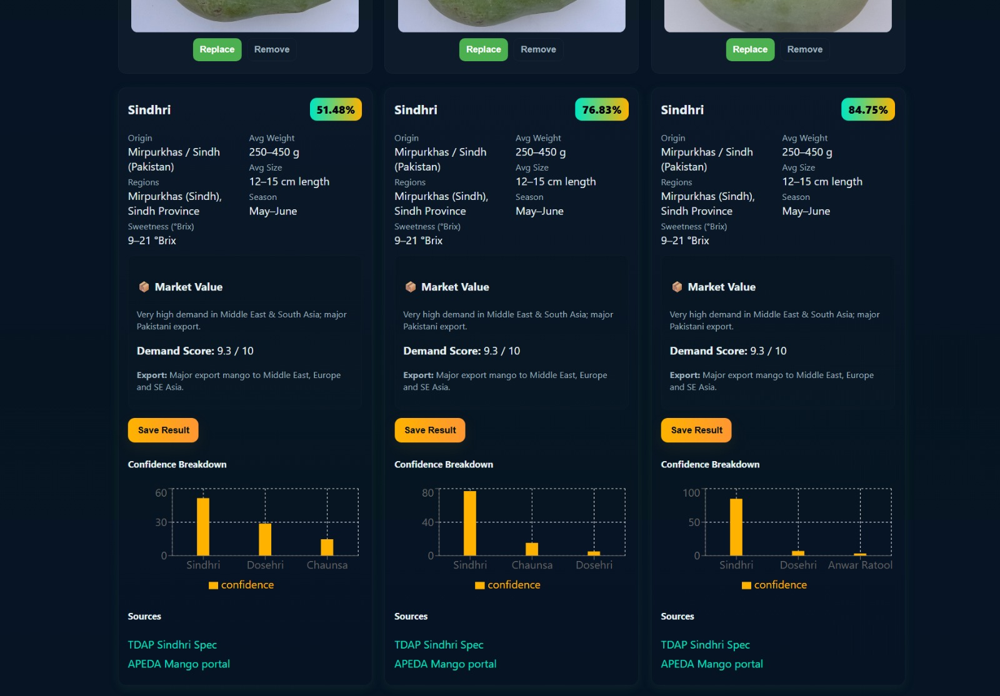 Replace Remove
Replace Remove
Replace Remove
Sindhri 51.48%
Origin
Mirpurkhas / Sindh
(Pakistan)
Regions
Mirpurkhas (Sindh),
Sindh Province
Sweetness (°Brix)
9–21 °Brix
Avg Weight
250–450 g
Avg Size
12–15 cm length
Season
May–June
📦 Market Value
Very high demand in Middle East & South Asia; major
Pakistani export.
Demand Score: 9.3 / 10
Export: Major export mango to Middle East, Europe
and SE Asia.
Save Result
Confidence Breakdown
60
30
0
Sindhri Dosehri Chaunsa
confidence
Sources
TDAP Sindhri Spec
APEDA Mango portal
Sindhri 76.83%
Origin
Mirpurkhas / Sindh
(Pakistan)
Regions
Mirpurkhas (Sindh),
Sindh Province
Sweetness (°Brix)
9–21 °Brix
Avg Weight
250–450 g
Avg Size
12–15 cm length
Season
May–June
📦 Market Value
Very high demand in Middle East & South Asia; major
Pakistani export.
Demand Score: 9.3 / 10
Export: Major export mango to Middle East, Europe
and SE Asia.
Save Result
Confidence Breakdown
80
40
0
Sindhri Chaunsa Dosehri
confidence
Sources
TDAP Sindhri Spec
APEDA Mango portal
Sindhri 84.75%
Origin
Mirpurkhas / Sindh
(Pakistan)
Regions
Mirpurkhas (Sindh),
Sindh Province
Sweetness (°Brix)
9–21 °Brix
Avg Weight
250–450 g
Avg Size
12–15 cm length
Season
May–June
📦 Market Value
Very high demand in Middle East & South Asia; major
Pakistani export.
Demand Score: 9.3 / 10
Export: Major export mango to Middle East, Europe
and SE Asia.
Save Result
Confidence Breakdown
100
50
0
Sindhri Dosehri Anwar Ratool
confidence
Sources
TDAP Sindhri Spec
APEDA Mango portal